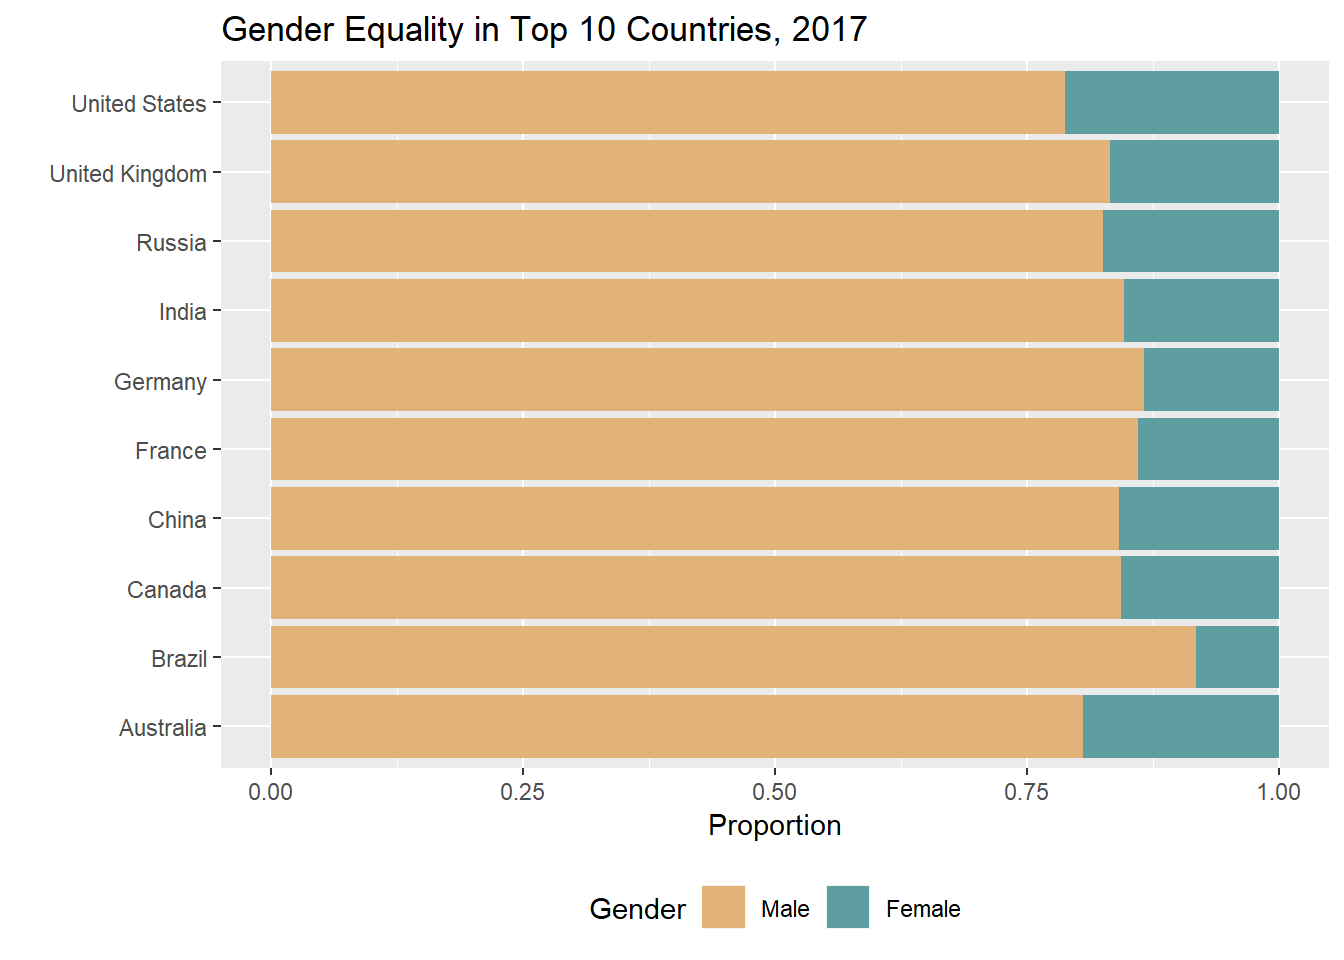 Gender Equality in Top 10 Countries, 2017
United States
United Kingdom
Russia
India
Germany
France
China
Canada
Brazil
Australia
0.00 0.25 0.50 0.75 1.00
Proportion
Gender Male Female